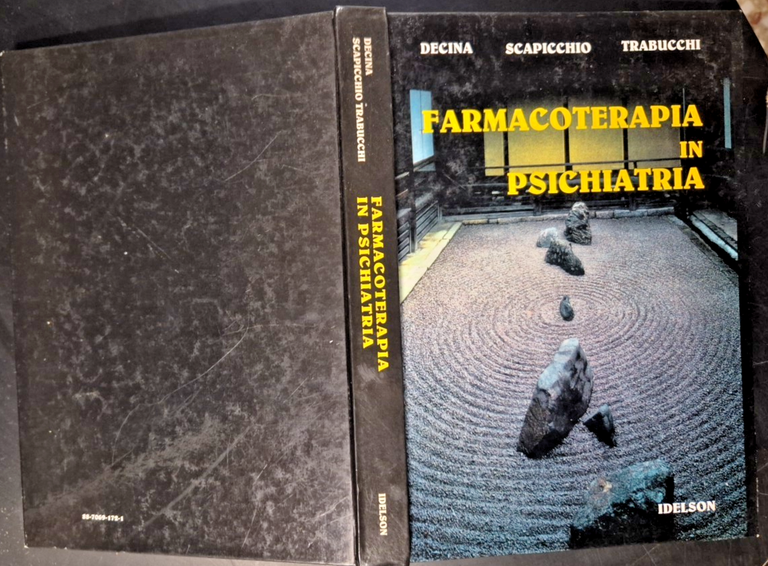 DECINA SCAPICCHIO TRABUCCHI
FARMACOTERAPIA
IN
PSICHIATRIA
IDELSON
DECINA
SCAPICCHIO TRABUCCHI
FARMACOTERAPIA
IN PSICHIATRIA
IDELSON